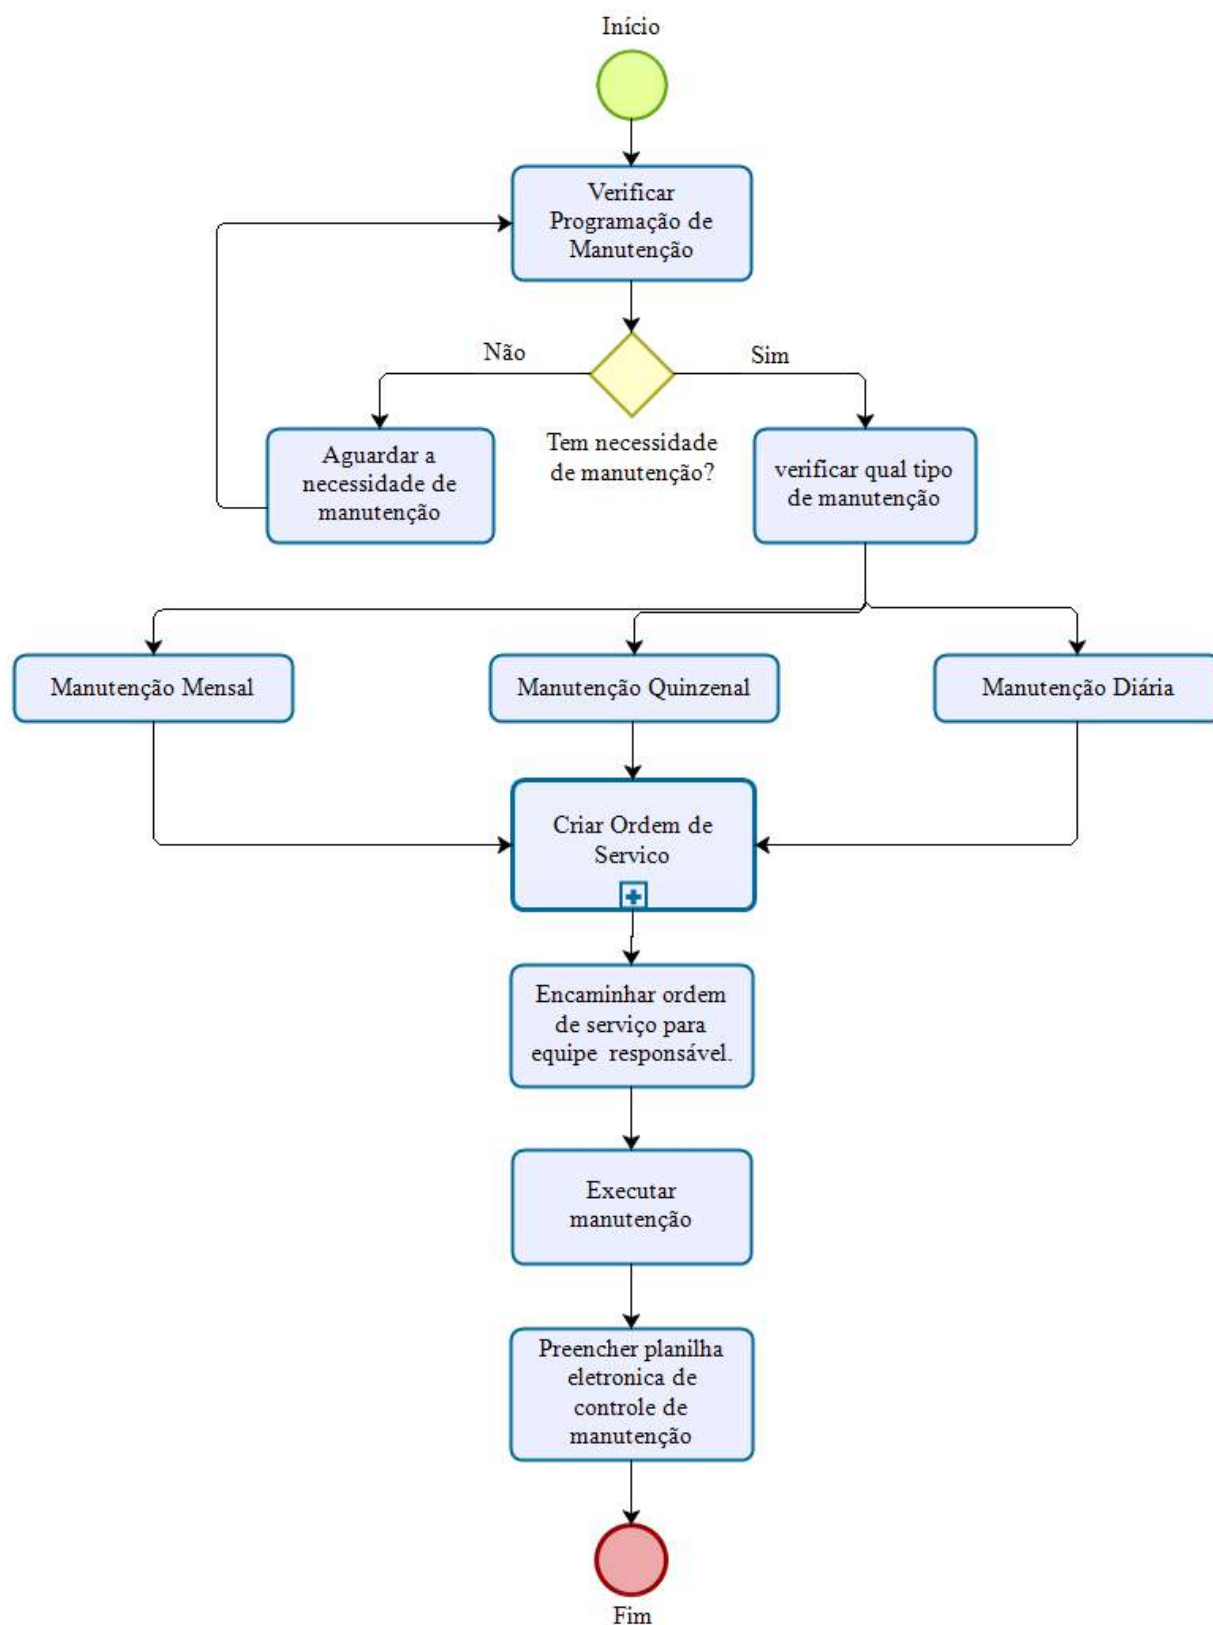 Início
Verificar
Programação de
Manutenção
Não
Sim
Tem necessidade
de manutenção?
Aguardar a
necessidade de
manutenção
verificar qual tipo
de manutenção
Manutenção Mensal
Manutenção Quinzenal
Manutenção Diária
Criar Ordem de
Servico
Encaminhar ordem
de serviço para
equipe responsável.
Executar
manutenção
Preencher planilha
eletronica de
controle de
manutenção
Fim